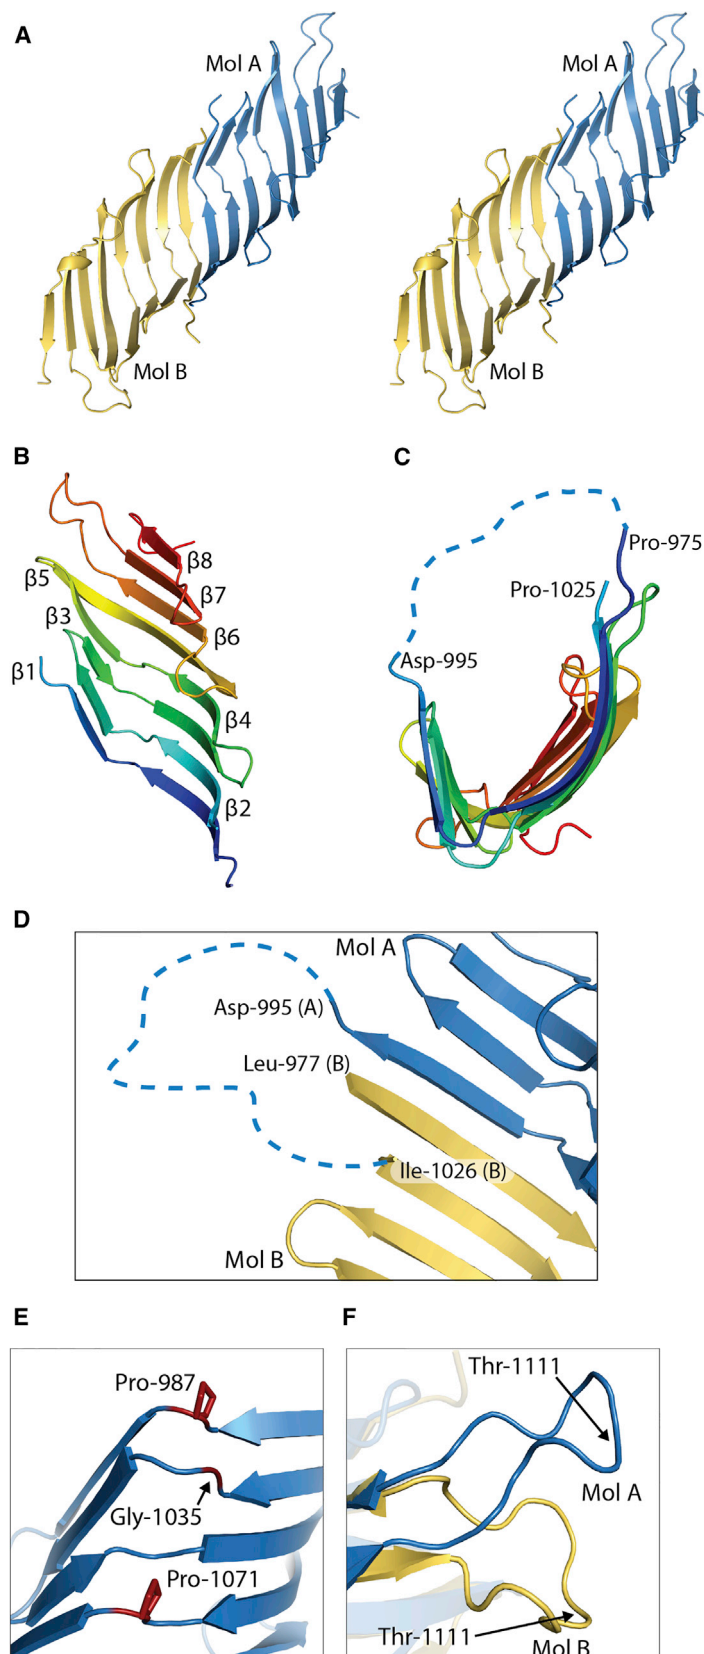 A
Mol A
Mol A
Mol B
Mol B
B
C
β8
β7
β5
β3
β6
β1
β4
β2
Pro-975
Pro-1025
Asp-995
D
Mol A
Asp-995 (A)
Leu-977 (B)
Ile-1026 (B)
Mol B
E
F
Pro-987
Gly-1035
Pro-1071
Thr-1111
Mol A
Thr-1111
Mol B